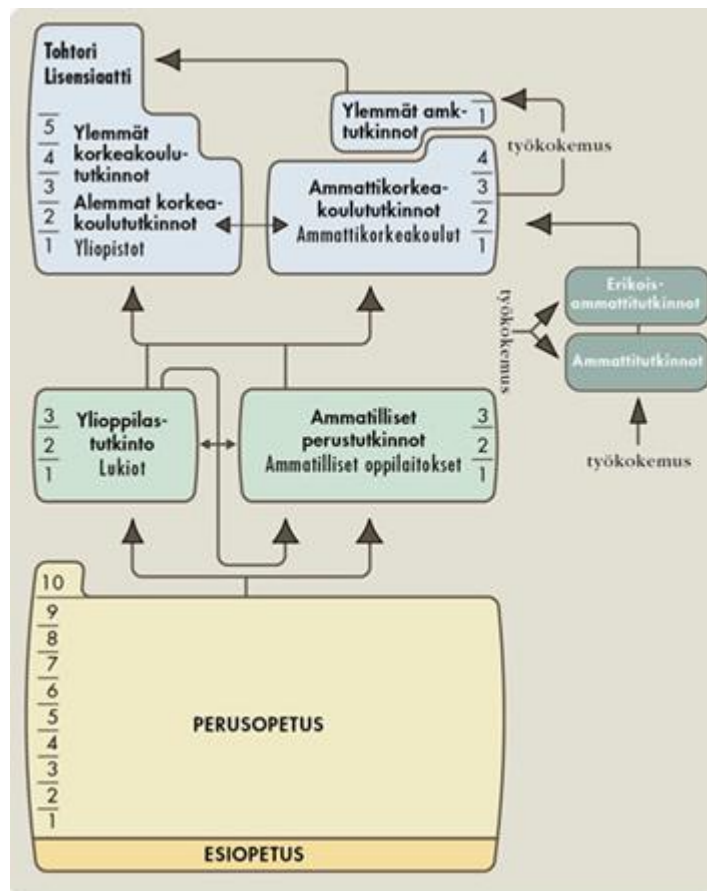 Tohtori
Lisensiaatti
5
4
3
2
1
Ylemmät
korkeakoulu-
tutkinnot
Alemmat korkea-
koulututkinnot
Yliopistot
Ylemmät amk-
tutkinnot
1
työkokemus
Ammattikorkea-
koulututkinnot
Ammattikorkeakoulut
4
3
2
1
Erikois-
ammattitutkinnot
työkokemus
Ammattitutkinnot
työkokemus
3
2
1
Ylioppilas-
tutkinto
Lukiot
Ammatilliset
perustutkinnot
Ammatilliset oppilaitokset
3
2
1
10
9
8
7
6
5
4
3
2
1
PERUSOPETUS
ESIOPETUS